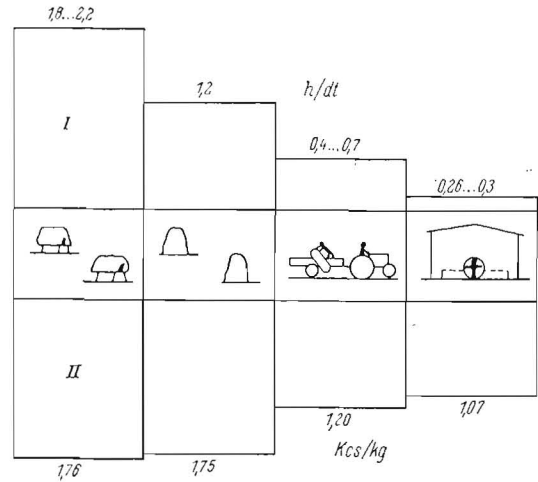 1,8...2,2
1,2
h/dt
0,4...0,7
I
0,26...0,3
II
1,07
1,20
Kcs/kg
1,76
1,75